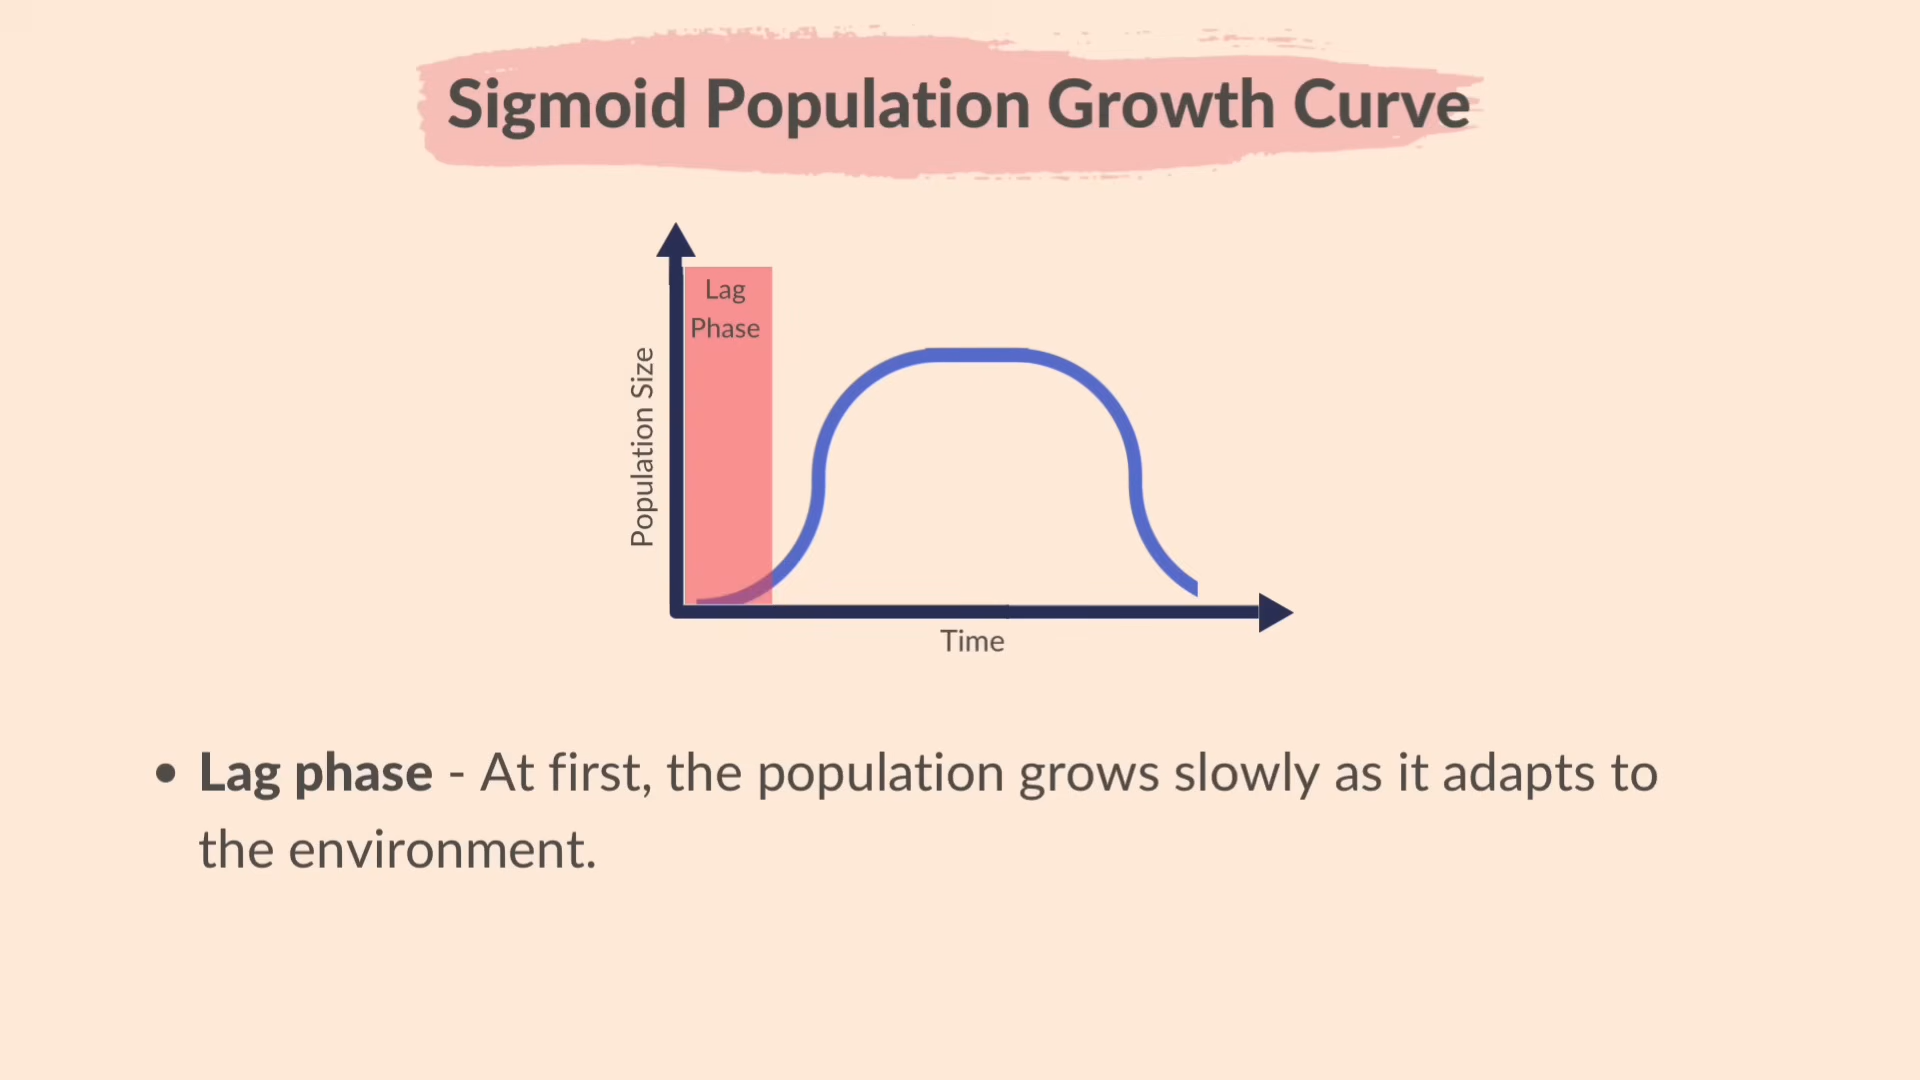 Sigmoid Population Growth Curve
Lag
Phase
Population Size
Time
• Lag phase - At first, the population grows slowly as it adapts to
the environment.